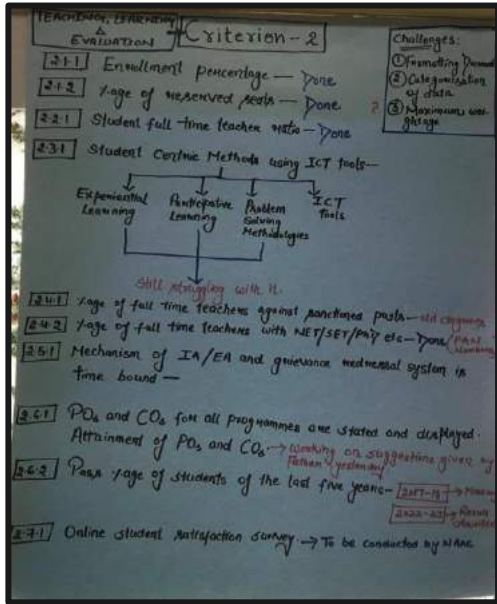 TEACHING, LEARNING
& EVALUATION
Criterion - 2
Challenges:
① Formatting
② Categorisation of data
③ Maximum weightage
2.1.1 Enrollment percentage — Done
2.1.2 %age of reserved seats — Done ?
2.2.1 Student full time teacher ratio — Done
2.3.1 Student Centric Methods using ICT tools —
Experiential Learning
Participative Learning
Problem Solving Methodologies
ICT Tools
Still struggling with it.
2.4.1 %age of full time teachers against sanctioned posts — old
2.4.2 %age of full time teachers with NET/SET/PhD etc — Done/PAN
2.5.1 Mechanism of IA/EA and grievance redressal system is
time bound —
2.6.1 POs and COs for all programmes are stated and displayed.
Attainment of POs and COs → Working on suggestions given by
Father yesterday
2.6.2 Pass %age of students of the last five years — 2017-18 →
2022-23 → Result
2.7.1 Online student satisfaction survey → To be conducted by NAAC